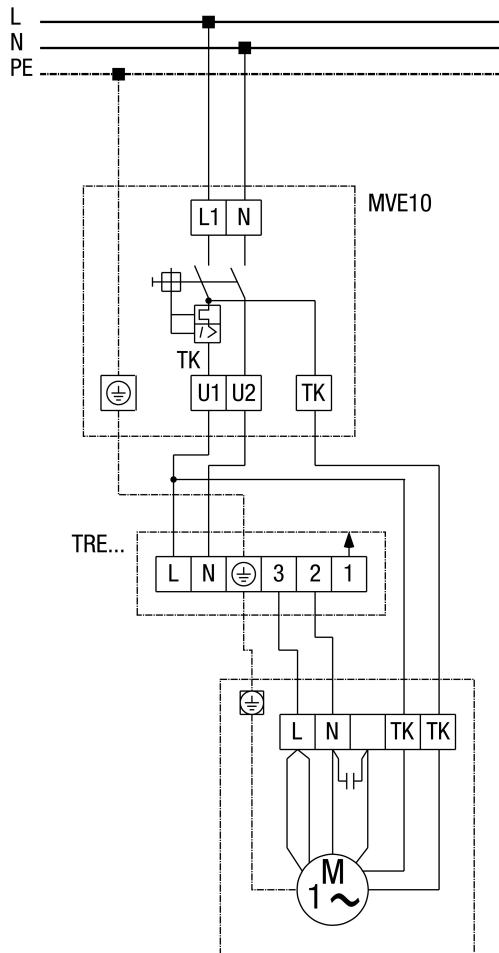 L
N
PE
MVE10
L1 N
I>
TK
U1 U2 TK
TRE...
L N 3 2 1
L N TK TK
M
1 ~